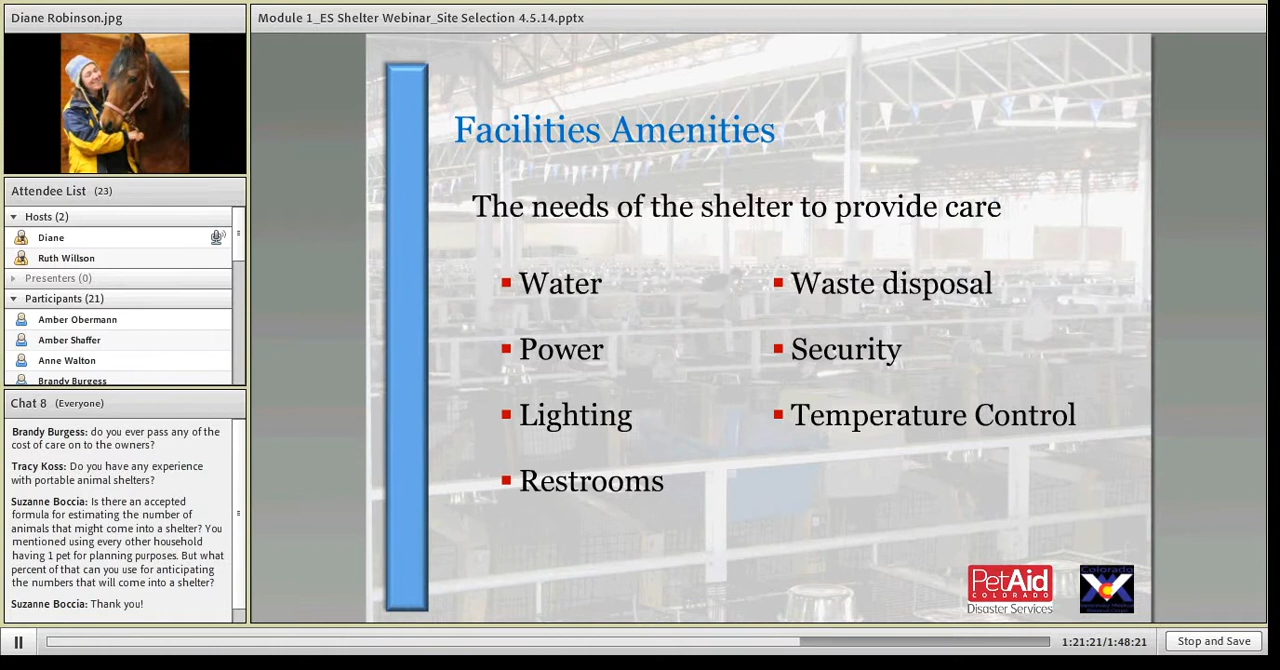 Diane Robinson.jpg
Module 1_ES Shelter Webinar_Site Selection 4.5.14.pptx
Attendee List (23)
Hosts (2)
Diane
Ruth Willson
Presenters (0)
Participants (21)
Amber Obermann
Amber Shaffer
Anne Walton
Brandy Burgess
Chat 8 (Everyone)
Brandy Burgess: do you ever pass any of the
cost of care on to the owners?
Tracy Koss: Do you have any experience
with portable animal shelters?
Suzanne Boccia: Is there an accepted
formula for estimating the number of
animals that might come into a shelter? You
mentioned using every other household
having 1 pet for planning purposes. But what
percent of that can you use for anticipating
the numbers that will come into a shelter?
Suzanne Boccia: Thank you!
Facilities Amenities
The needs of the shelter to provide care
Water
Power
Lighting
Restrooms
Waste disposal
Security
Temperature Control
PetAid
COLORADO
Disaster Services
Colorado
1:21:21/1:48:21
Stop and Save